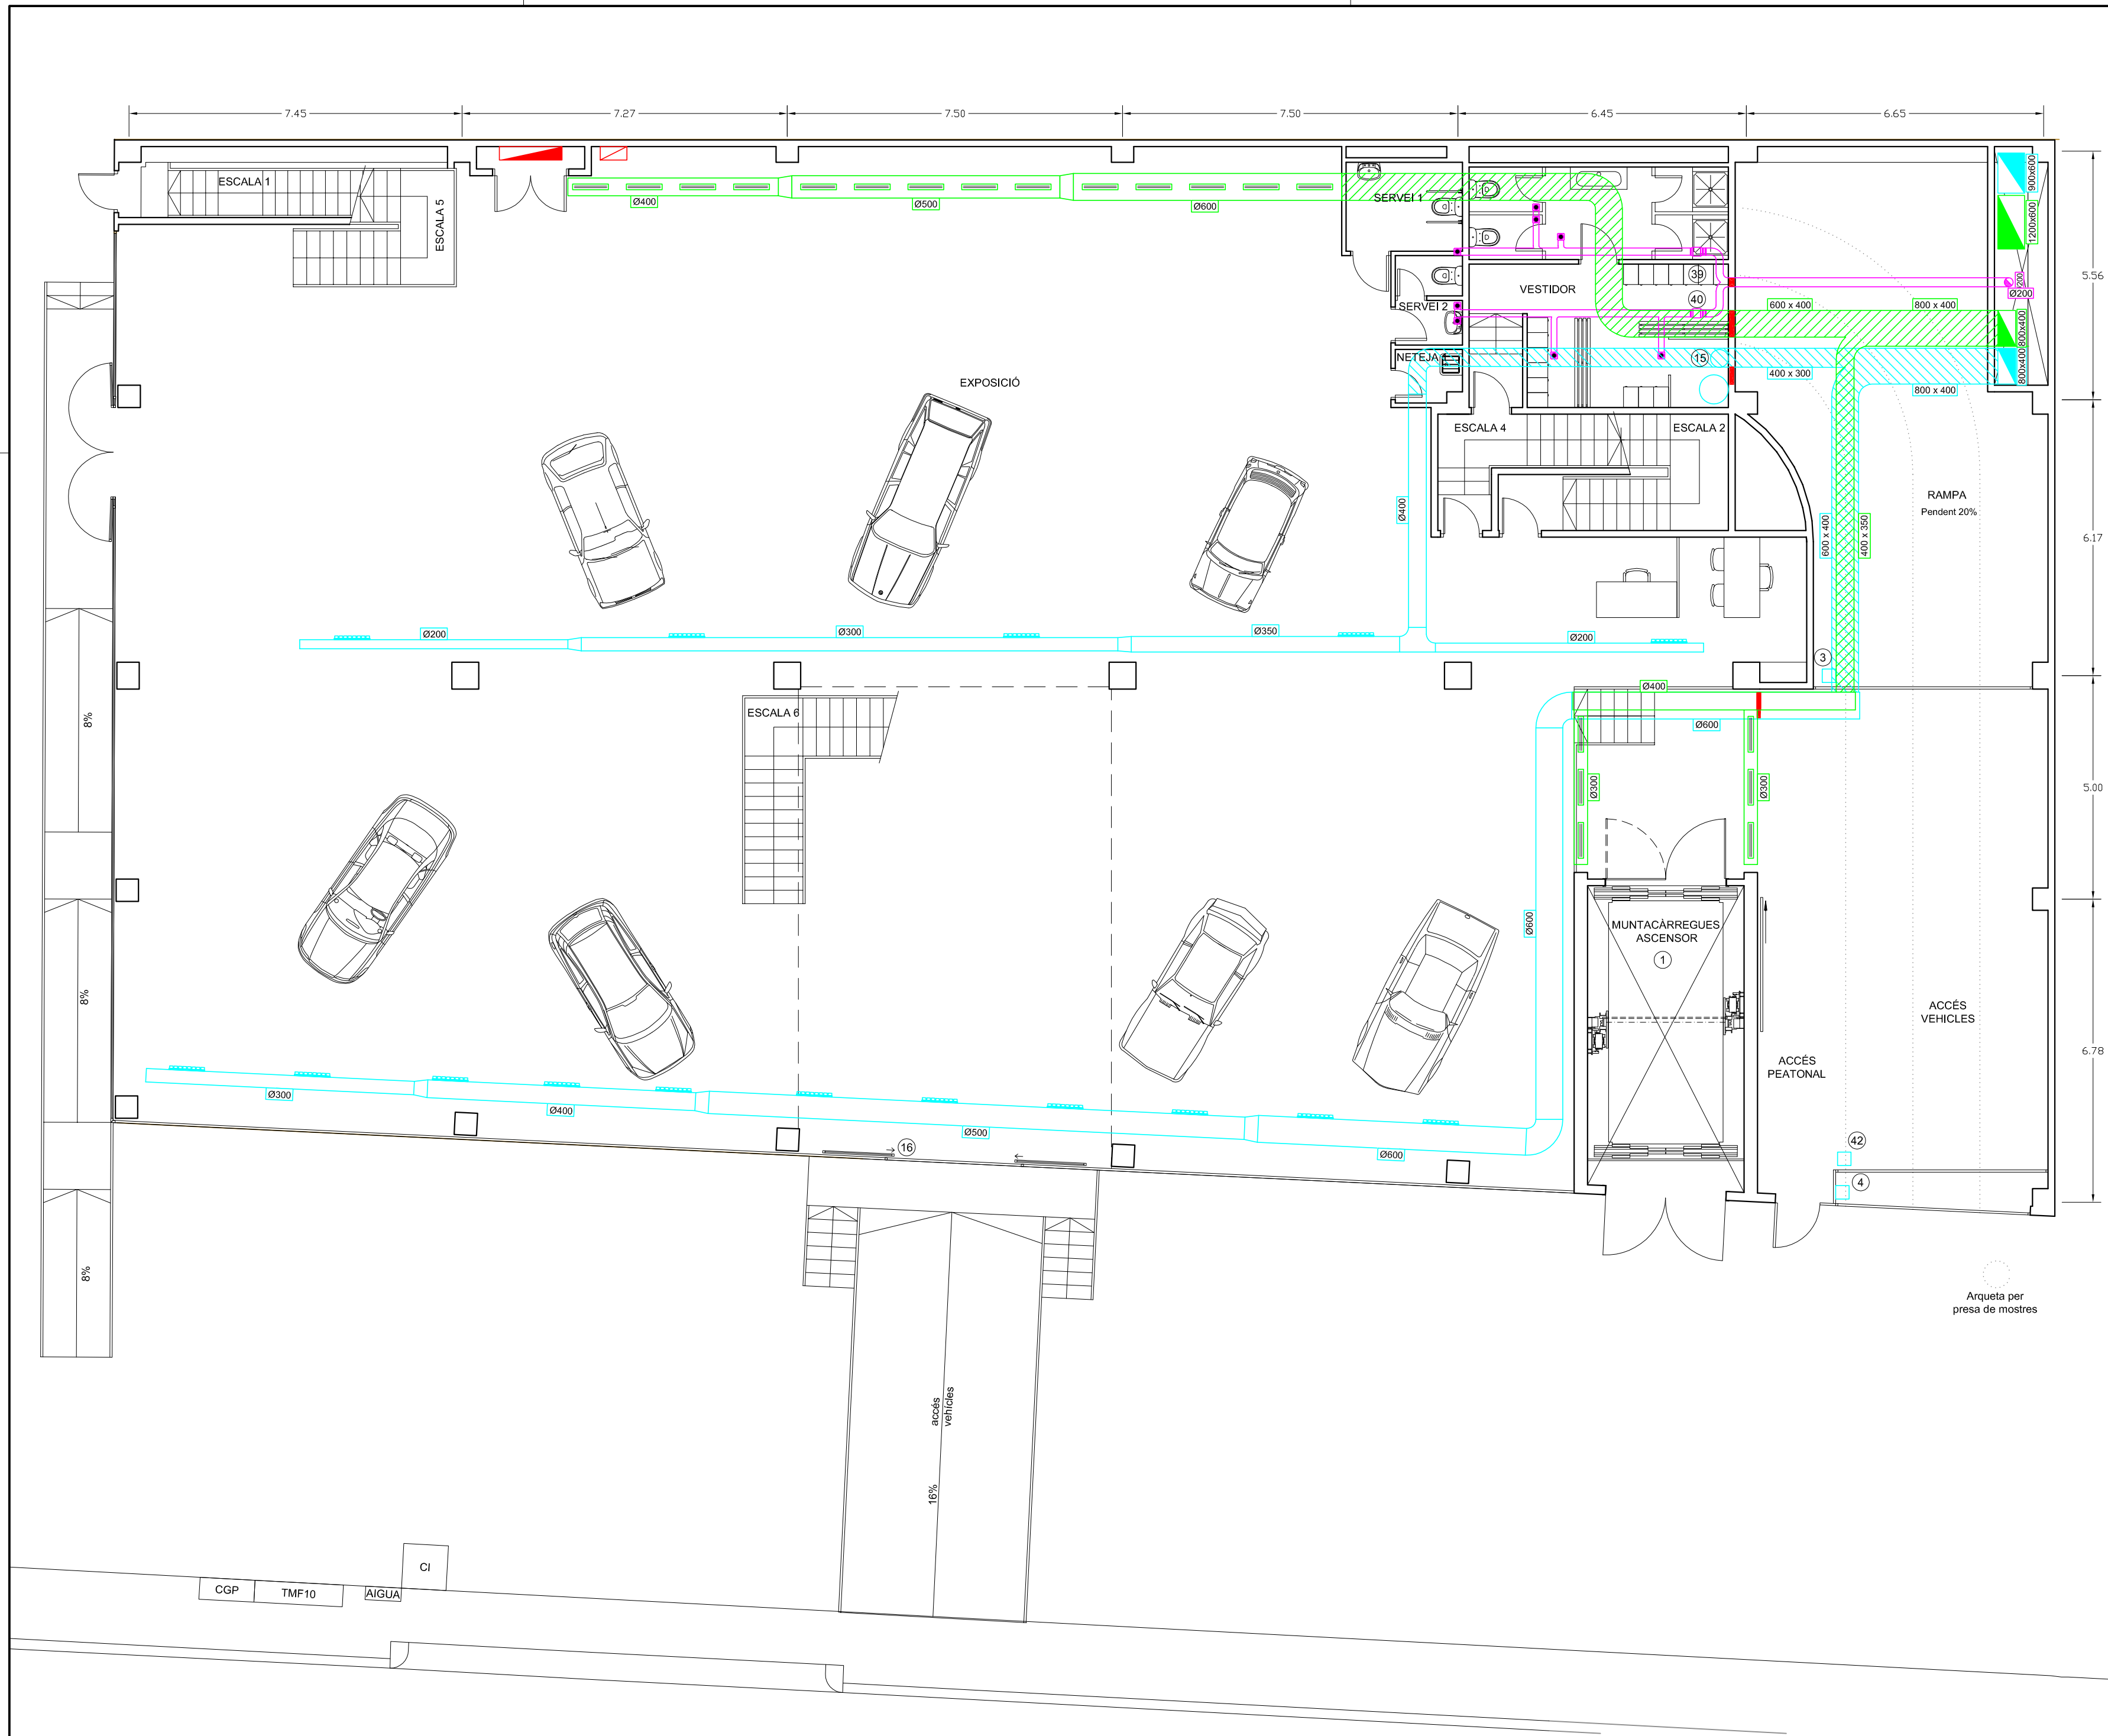 7.45
7.27
7.50
7.50
6.45
6.65
ESCALA 1
ESCALA 5
Ø400
Ø500
Ø600
SERVEI 1
900x600
1200x600
5.56
39
VESTIDOR
40
SERVEI 2
200
Ø200
600 x 400
800 x 400
800x400
NETEJA
15
400 x 300
800x400
800 x 400
EXPOSICIÓ
ESCALA 4
ESCALA 2
Ø400
RAMPA
Pendent 20%
600 x 400
400 x 350
6.17
Ø200
Ø300
Ø350
Ø200
3
Ø400
ESCALA 6
Ø600
8%
Ø300
Ø300
5.00
Ø600
MUNTACÀRREGUES
ASCENSOR
1
8%
ACCÉS
VEHICLES
6.78
ACCÉS
PEATONAL
Ø300
Ø400
Ø500
Ø600
16
42
4
8%
Arqueta per
presa de mostres
accés
vehícles
16%
CI
CGP
TMF10
AIGUA